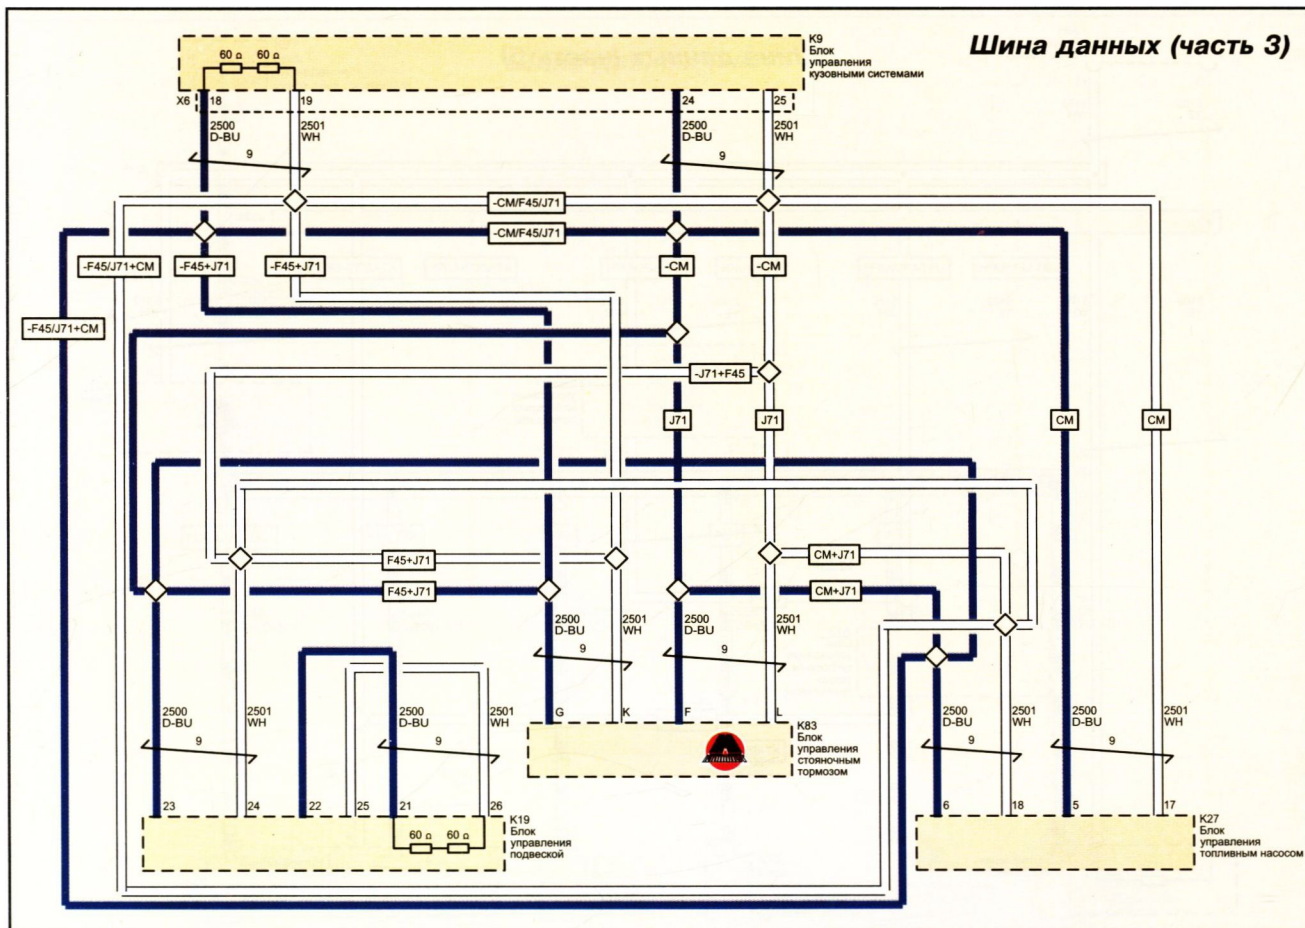 Шина данных (часть 3)
K9
Блок
управления
кузовными системами
60 Ω 60 Ω
X6 18 19 24 25
2500
D-BU
2501
WH
2500
D-BU
2501
WH
9 9
-CM/F45/J71
-CM/F45/J71
-F45/J71+CM -F45+J71 -F45+J71 -CM -CM
-F45/J71+CM
-J71+F45
J71 J71 CM CM
F45+J71 CM+J71
F45+J71 CM+J71
2500
D-BU
2501
WH
2500
D-BU
2501
WH
9 9
G K F L
K83
Блок
управления
стояночным
тормозом
2500
D-BU
2501
WH
2500
D-BU
2501
WH
2500
D-BU
2501
WH
2500
D-BU
2501
WH
9 9 9 9
23 24 22 25 21 26
6 18 5 17
60 Ω 60 Ω
K19
Блок
управления
подвеской
K27
Блок
управления
топливным насосом